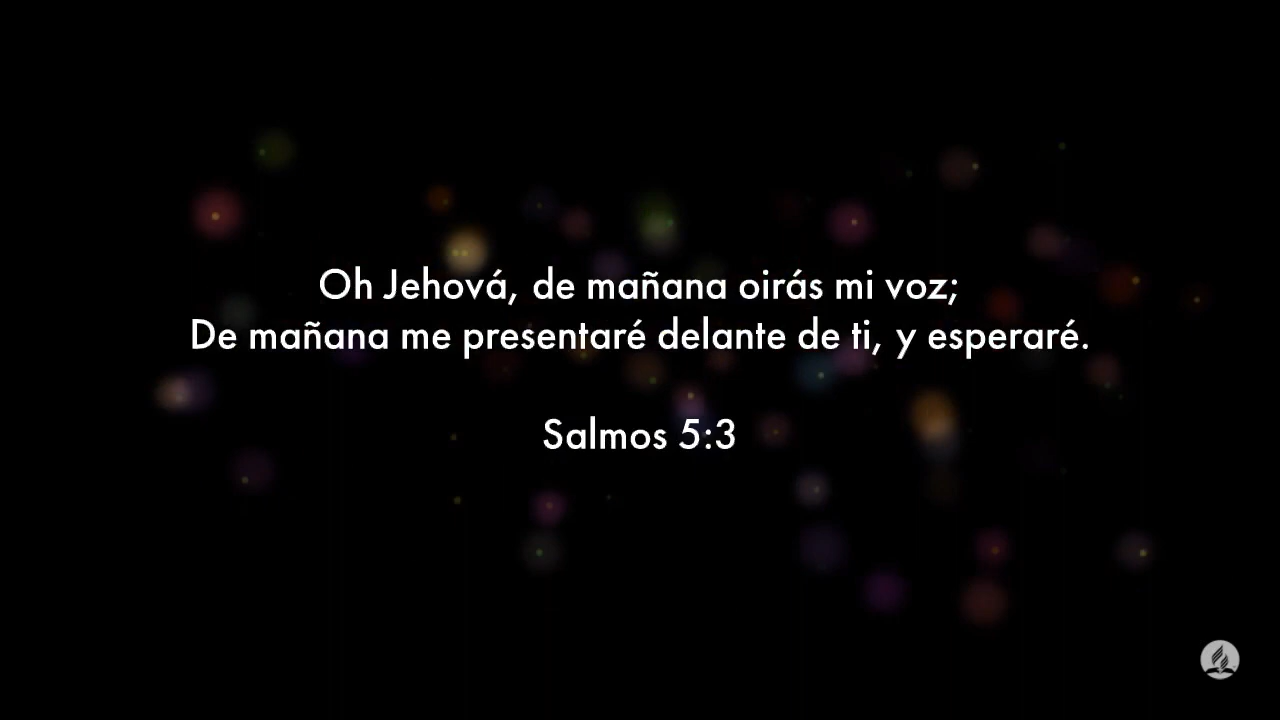 Oh Jehová, de mañana oirás mi voz;
De mañana me presentaré delante de ti, y esperaré.
Salmos 5:3